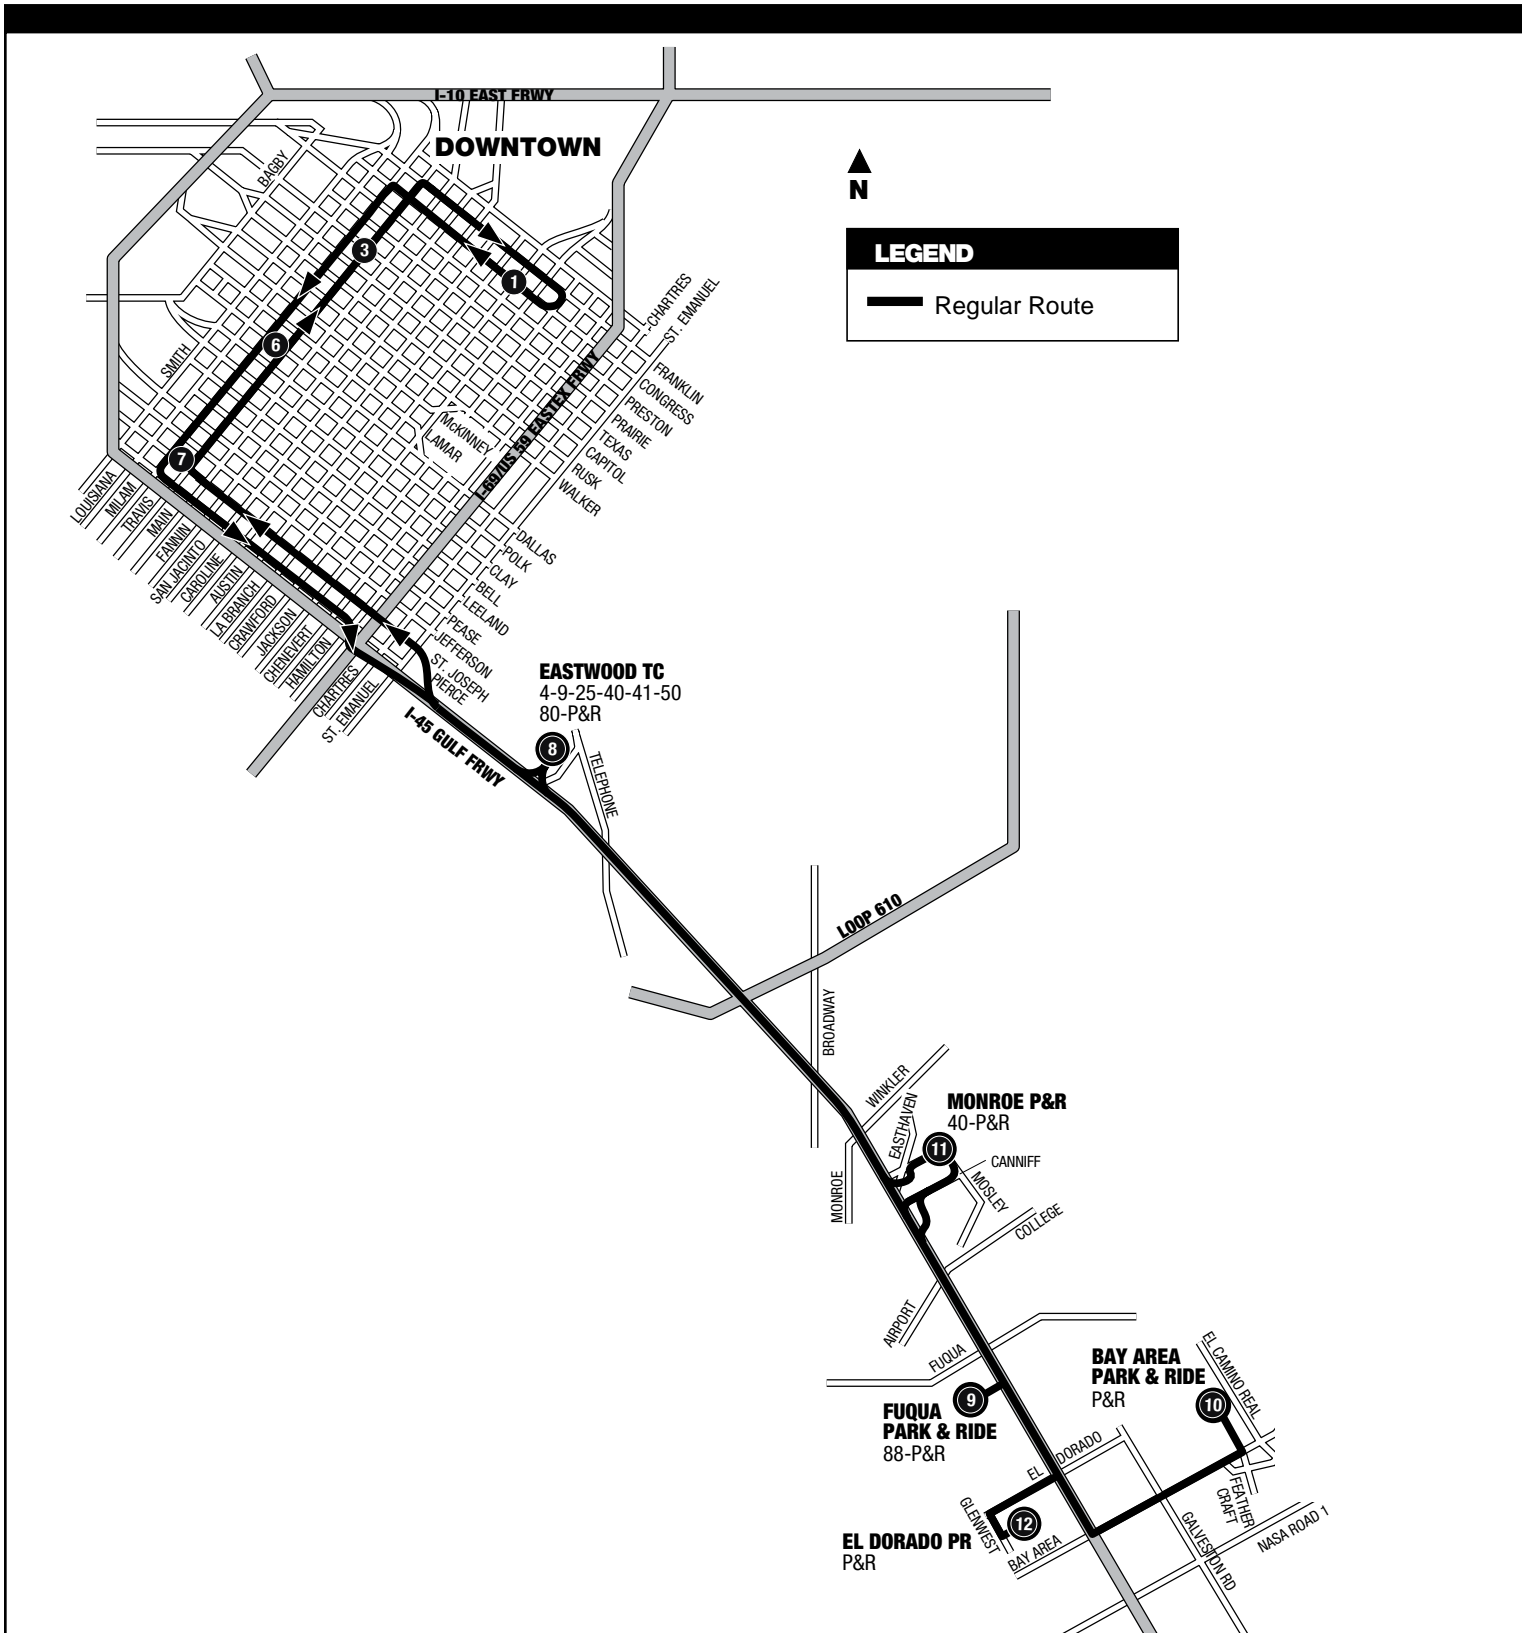 I-10 EAST FRWY
DOWNTOWN
BAGBY
N
LEGEND
Regular Route
3
1
6
7
SMITH
CHARTRES
ST. EMANUEL
FRANKLIN
CONGRESS
PRESTON
PRAIRIE
TEXAS
CAPITOL
RUSK
WALKER
McKINNEY
LAMAR
I-69/US 59 EASTEX FRWY
DALLAS
POLK
CLAY
BELL
LEELAND
PEASE
JEFFERSON
ST. JOSEPH
PIERCE
LOUISIANA
MILAM
TRAVIS
MAIN
FANNIN
SAN JACINTO
CAROLINE
AUSTIN
LA BRANCH
CRAWFORD
JACKSON
CHENEVERT
HAMILTON
CHARTRES
ST. EMANUEL
I-45 GULF FRWY
EASTWOOD TC
4-9-25-40-41-50
80-P&R
8
TELEPHONE
LOOP 610
BROADWAY
WINKLER
EASTHAVEN
MONROE P&R
40-P&R
11
CANNIFF
MONROE
MOSLEY
COLLEGE
AIRPORT
FUQUA
9
FUQUA
PARK & RIDE
88-P&R
BAY AREA
PARK & RIDE
P&R
10
EL CAMINO REAL
EL DORADO
GLENWEST
12
EL DORADO PR
P&R
BAY AREA
FEATHER
CRAFT
GALVESTON RD
NASA ROAD 1